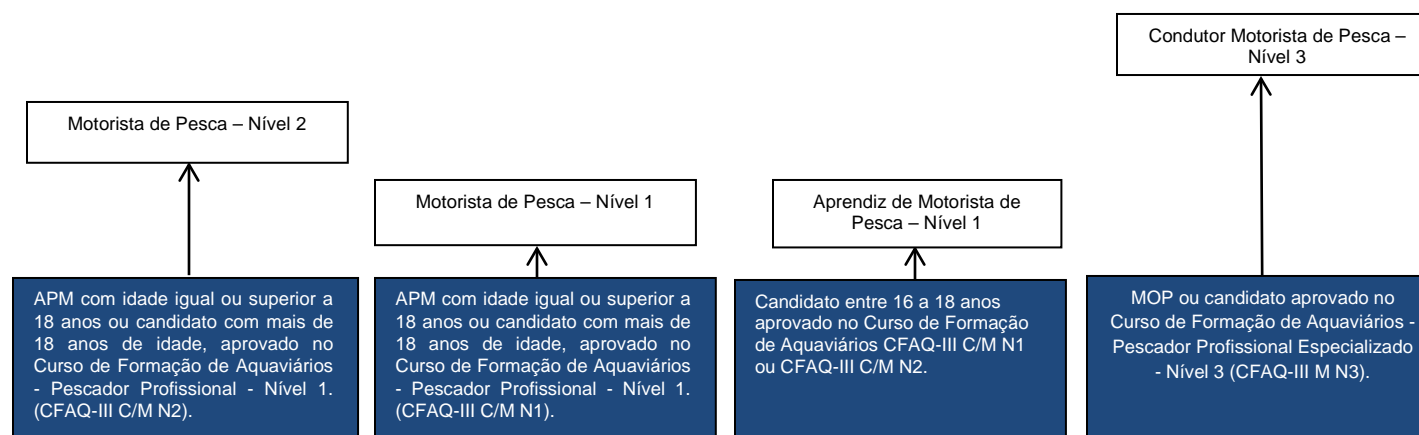 Condutor Motorista de Pesca –
Nível 3
Motorista de Pesca – Nível 2
Motorista de Pesca – Nível 1
Aprendiz de Motorista de
Pesca – Nível 1
APM com idade igual ou superior a
18 anos ou candidato com mais de
18 anos de idade, aprovado no
Curso de Formação de Aquaviários
- Pescador Profissional - Nível 1.
(CFAQ-III C/M N2).
APM com idade igual ou superior a
18 anos ou candidato com mais de
18 anos de idade, aprovado no
Curso de Formação de Aquaviários
- Pescador Profissional - Nível 1.
(CFAQ-III C/M N1).
Candidato entre 16 a 18 anos
aprovado no Curso de Formação
de Aquaviários CFAQ-III C/M N1
ou CFAQ-III C/M N2.
MOP ou candidato aprovado no
Curso de Formação de Aquaviários -
Pescador Profissional Especializado
- Nível 3 (CFAQ-III M N3).